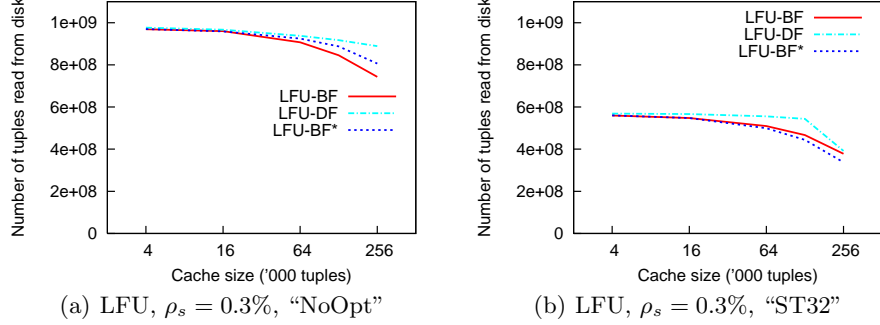 Number of tuples read from disk
1e+09
8e+08
6e+08
4e+08
2e+08
0
LFU-BF
LFU-DF
LFU-BF*
4 16 64 256
Cache size ('000 tuples)
(a) LFU, ρs = 0.3%, “NoOpt”
Number of tuples read from disk
1e+09
8e+08
6e+08
4e+08
2e+08
0
LFU-BF
LFU-DF
LFU-BF*
4 16 64 256
Cache size ('000 tuples)
(b) LFU, ρs = 0.3%, “ST32”